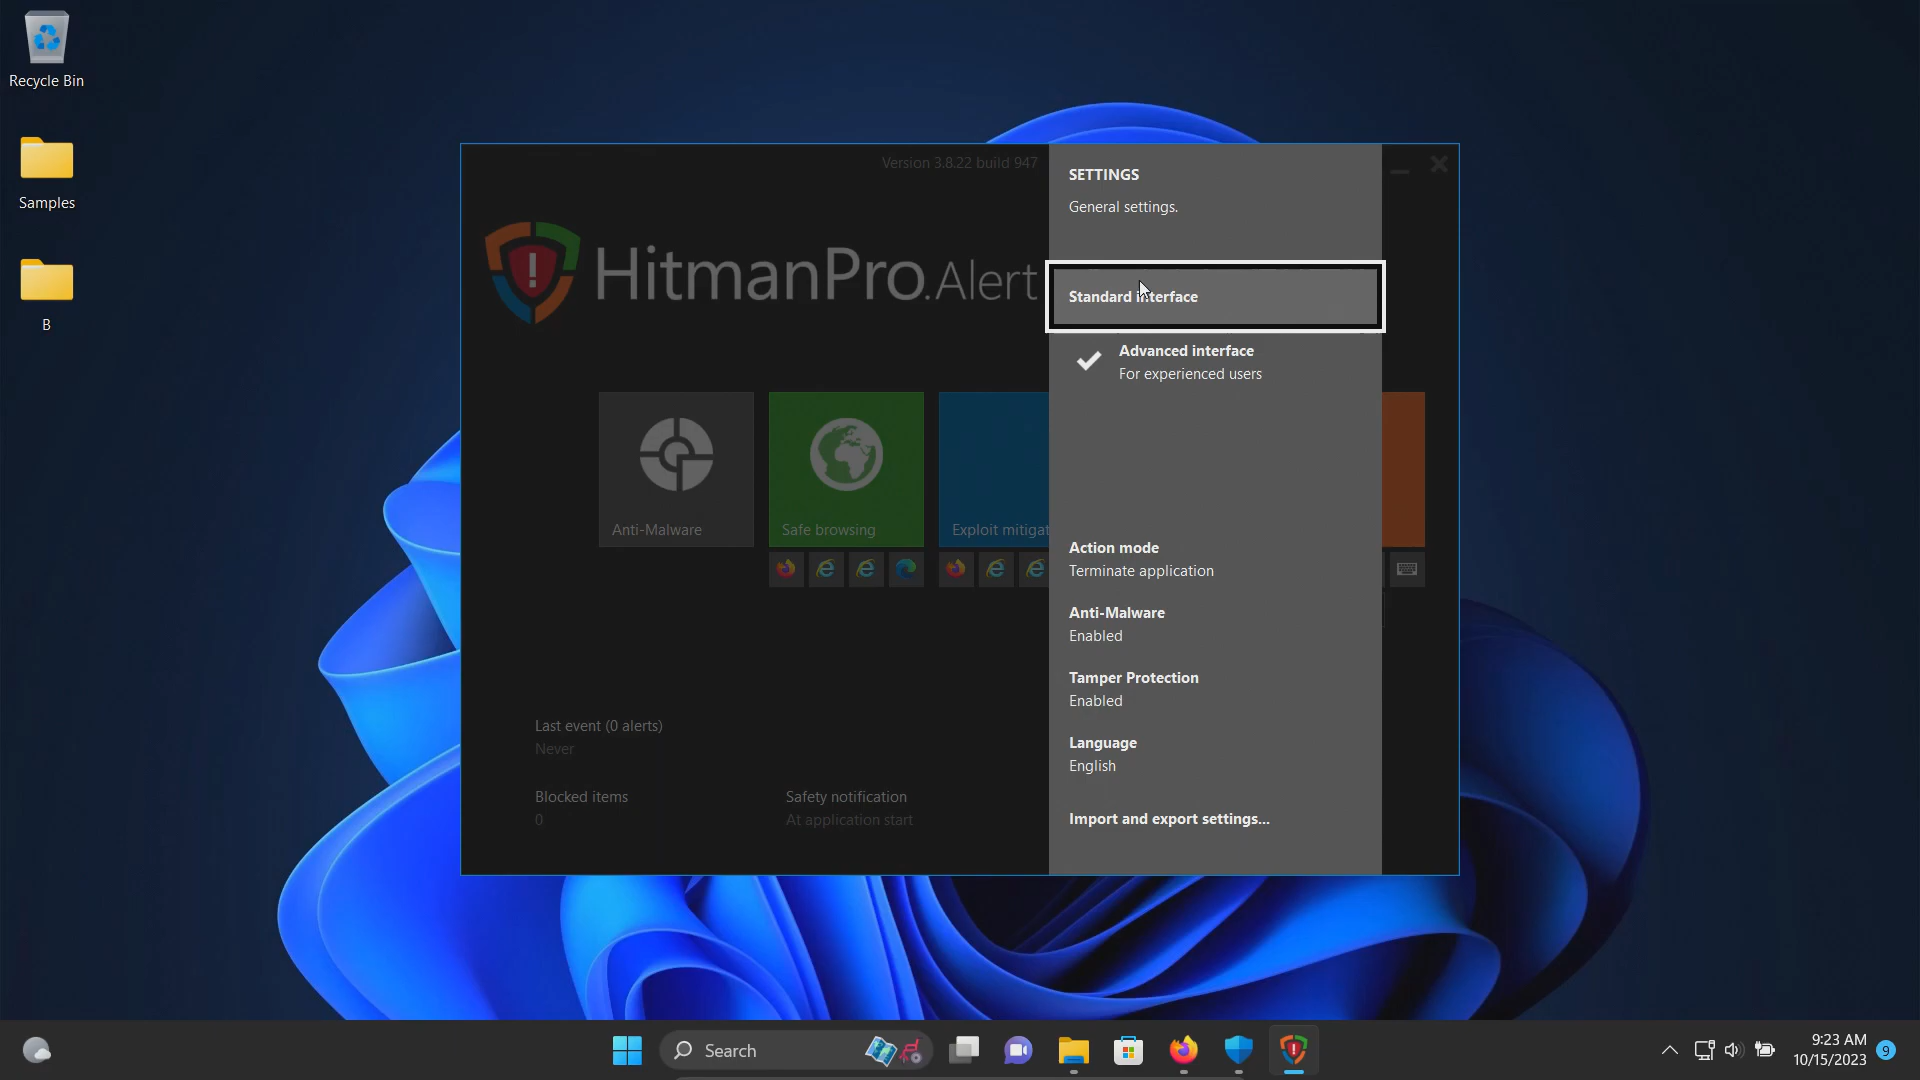 Recycle Bin
Samples
B
Version 3.8.22 build 947
HitmanPro.Alert
Anti-Malware
Safe browsing
Exploit mitigat
Last event (0 alerts)
Never
Blocked items
0
Safety notification
At application start
SETTINGS
General settings.
Standard interface
Advanced interface
For experienced users
Action mode
Terminate application
Anti-Malware
Enabled
Tamper Protection
Enabled
Language
English
Import and export settings...
Search
9:23 AM
10/15/2023
9